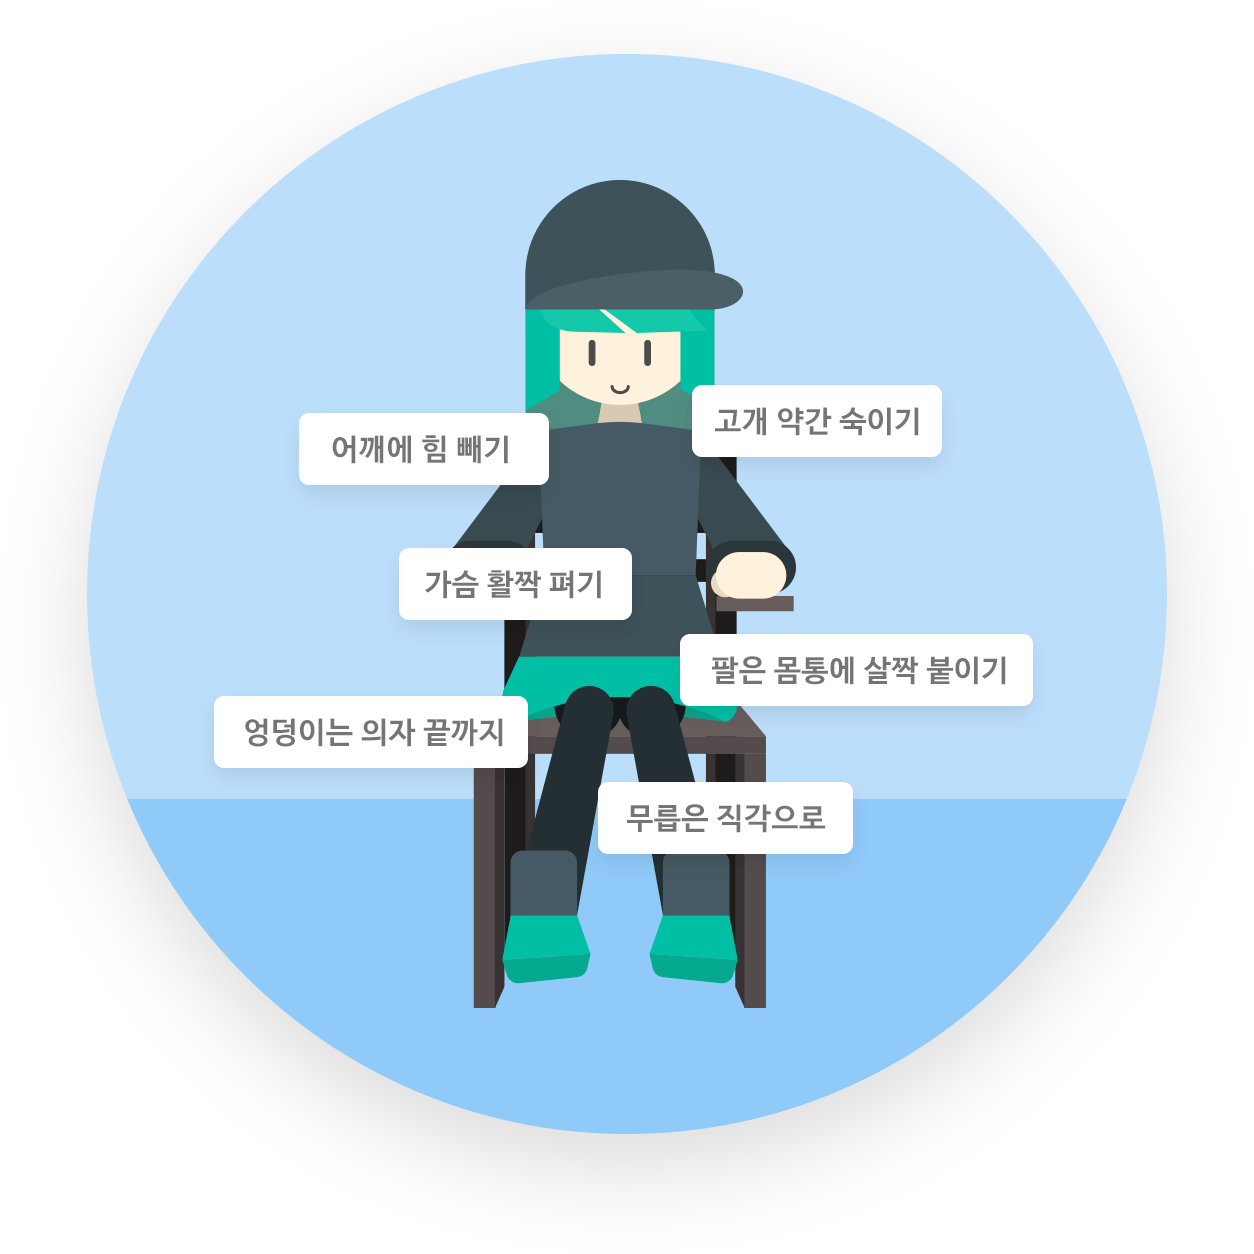 고개 약간 숙이기
어깨에 힘 빼기
가슴 활짝 펴기
팔은 몸통에 살짝 붙이기
엉덩이는 의자 끝까지
무릎은 직각으로